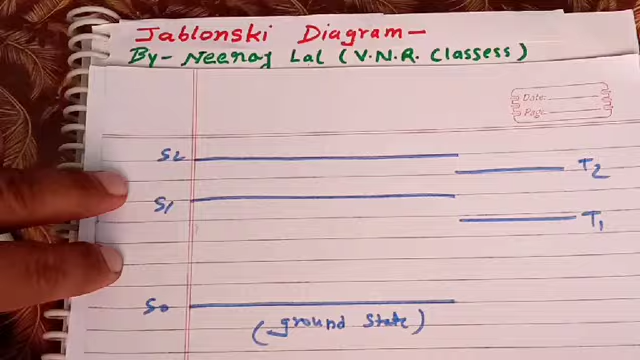 Jablonski Diagram-
By- Neeraj Lal (V.N.R. Classess)
Date:
Page
S2
T2
S1
T1
S0
(ground state)